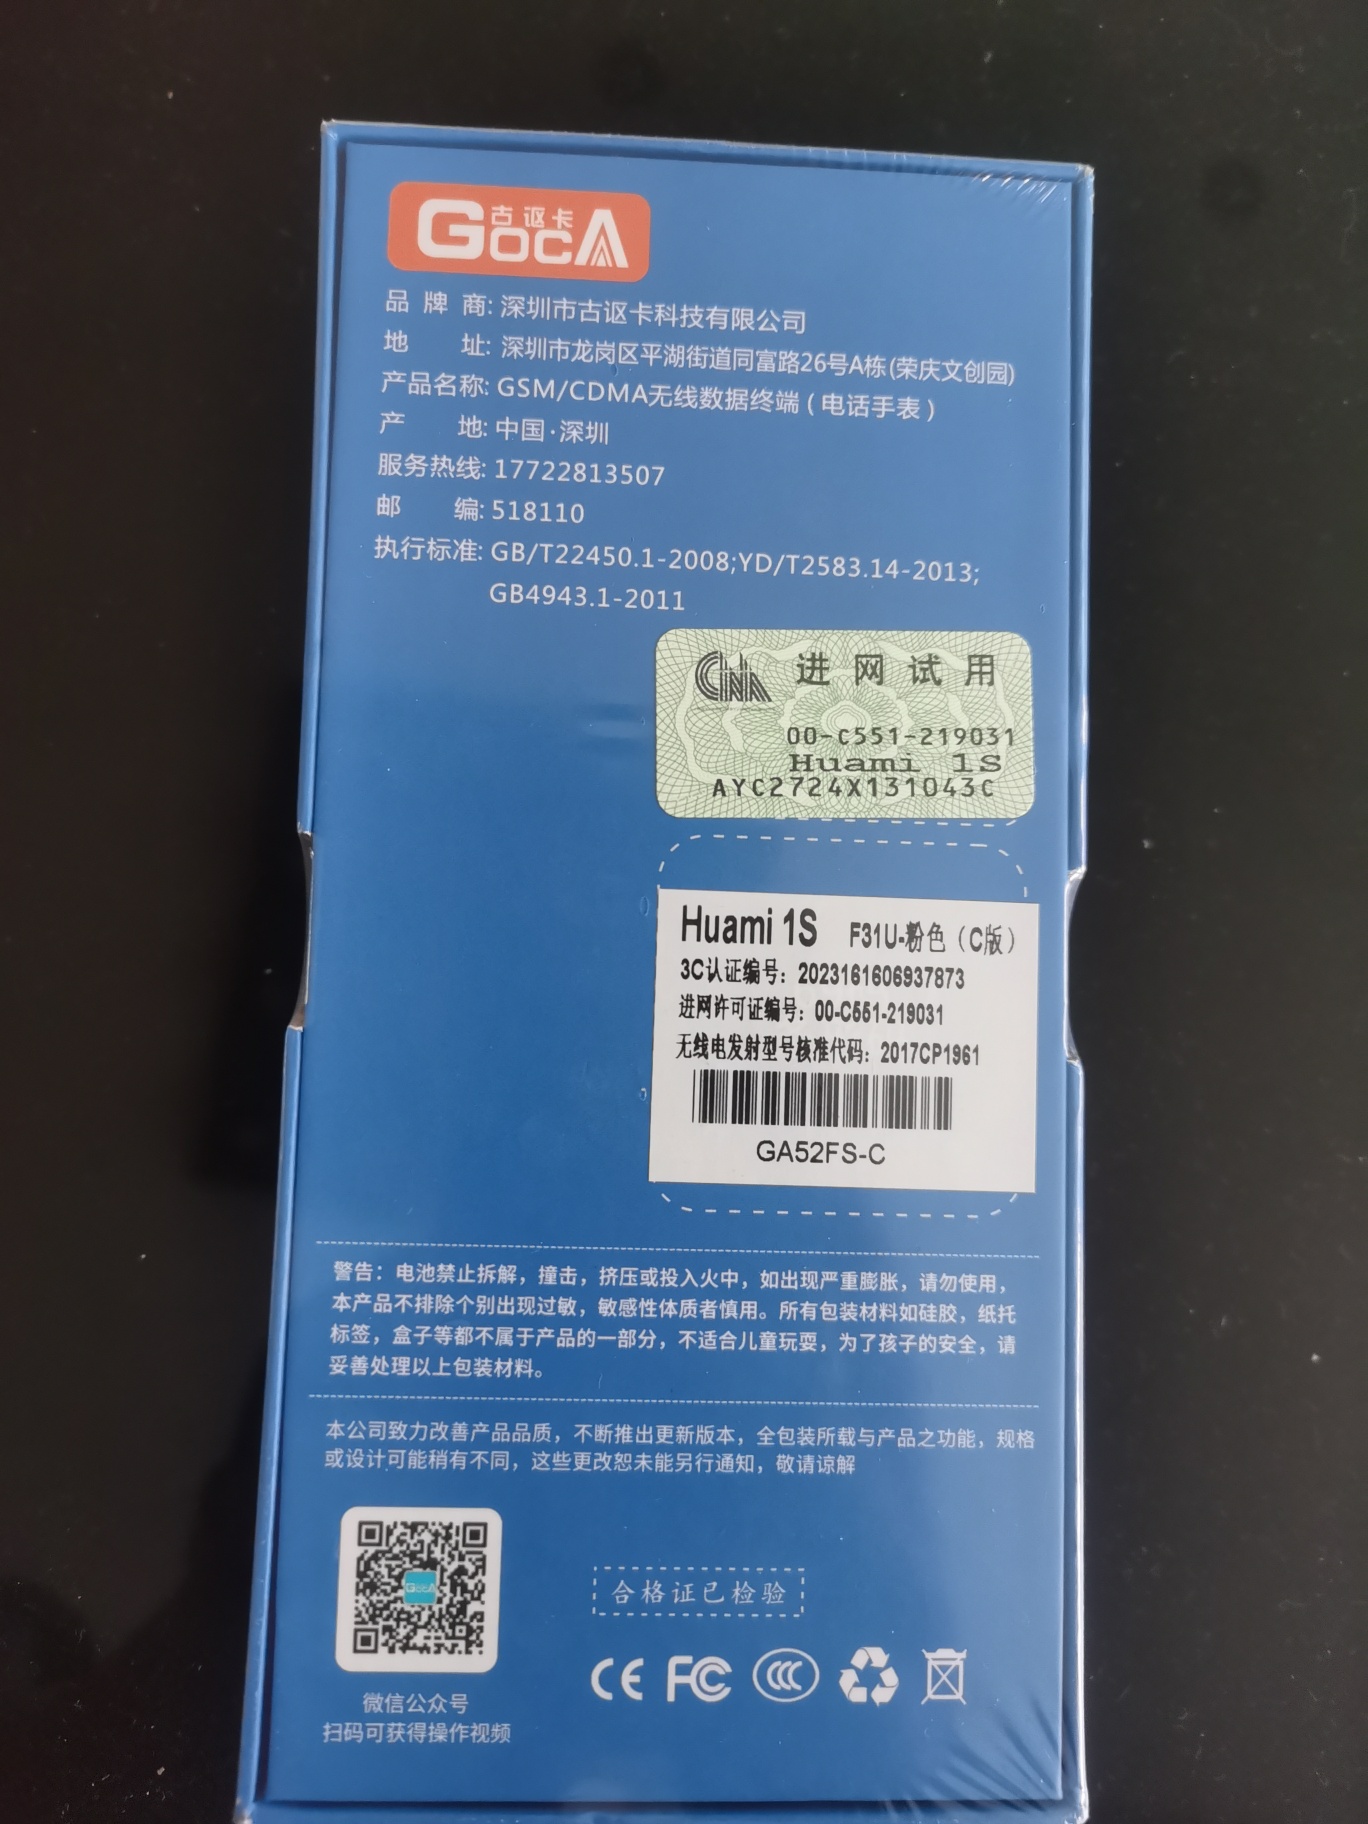 古讴卡
GOCA
品牌商: 深圳市古讴卡科技有限公司
地址: 深圳市龙岗区平湖街道同富路26号A栋(荣庆文创园)
产品名称: GSM/CDMA无线数据终端(电话手表)
产地: 中国·深圳
服务热线: 17722813507
邮编: 518110
执行标准: GB/T22450.1-2008;YD/T2583.14-2013;
GB4943.1-2011
CINA 进网试用
00-C551-219031
Huami 1S
AYC2724X131043C
Huami 1S F31U-粉色（C版）
3C认证编号：2023161606937873
进网许可证编号：00-C551-219031
无线电发射型号核准代码：2017CP1961
GA52FS-C
警告：电池禁止拆解，撞击，挤压或投入火中，如出现严重膨胀，请勿使用，
本产品不排除个别出现过敏，敏感性体质者慎用。所有包装材料如硅胶，纸托
标签，盒子等都不属于产品的一部分，不适合儿童玩耍，为了孩子的安全，请
妥善处理以上包装材料。
本公司致力改善产品品质，不断推出更新版本，全包装所载与产品之功能，规格
或设计可能稍有不同，这些更改恕未能另行通知，敬请谅解
GOCA
合格证已检验
CE FC CCC
微信公众号
扫码可获得操作视频